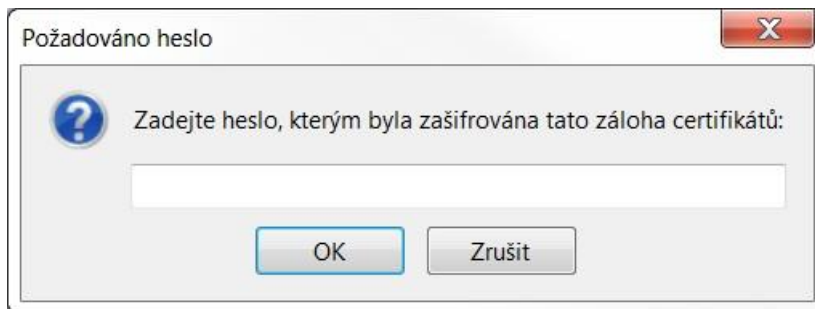 Požadováno heslo
Zadejte heslo, kterým byla zašifrována tato záloha certifikátů:
OK
Zrušit